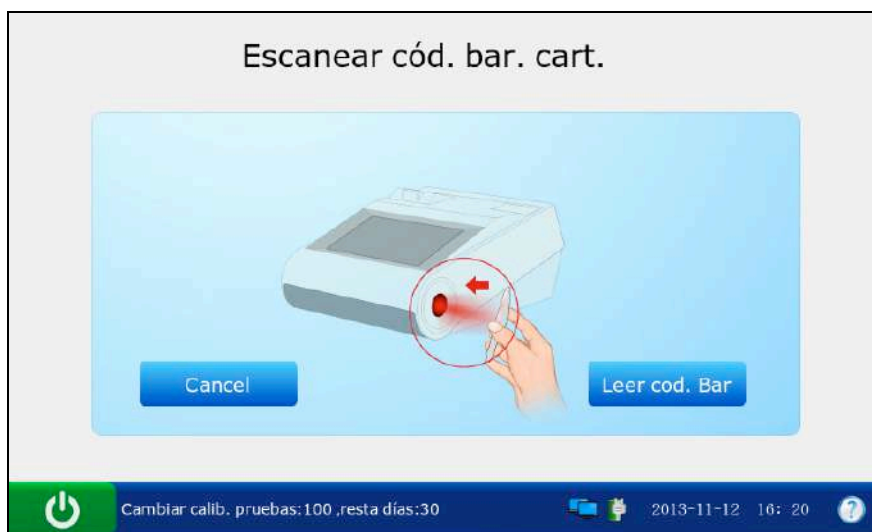 Escanear cód. bar. cart.
Cancel
Leer cod. Bar
Cambiar calib. pruebas:100 ,resta días:30
2013-11-12 16: 20
?